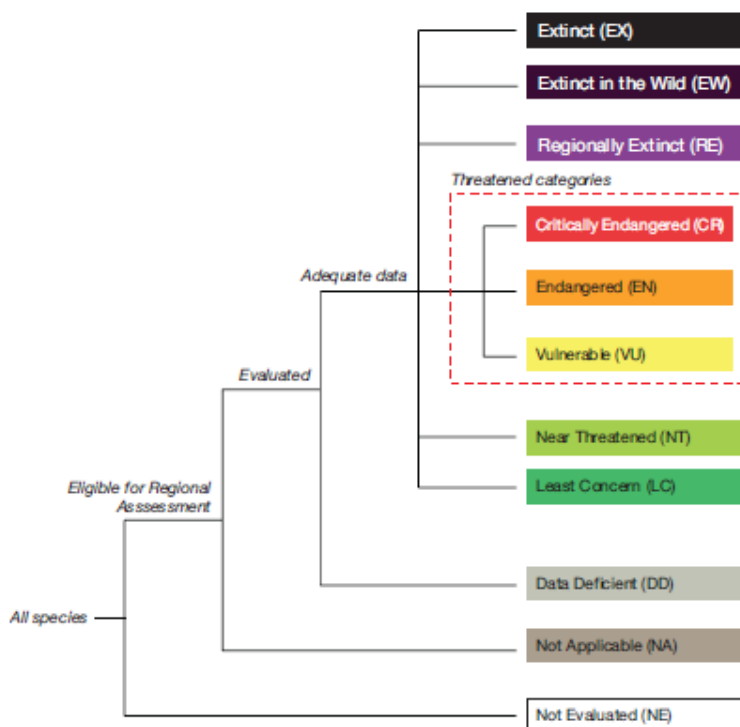 Extinct (EX)
Extinct in the Wild (EW)
Regionally Extinct (RE)
Threatened categories
Critically Endangered (CR)
Adequate data
Endangered (EN)
Vulnerable (VU)
Evaluated
Near Threatened (NT)
Eligible for Regional
Asssessment
Least Concern (LC)
Data Deficient (DD)
All species
Not Applicable (NA)
Not Evaluated (NE)